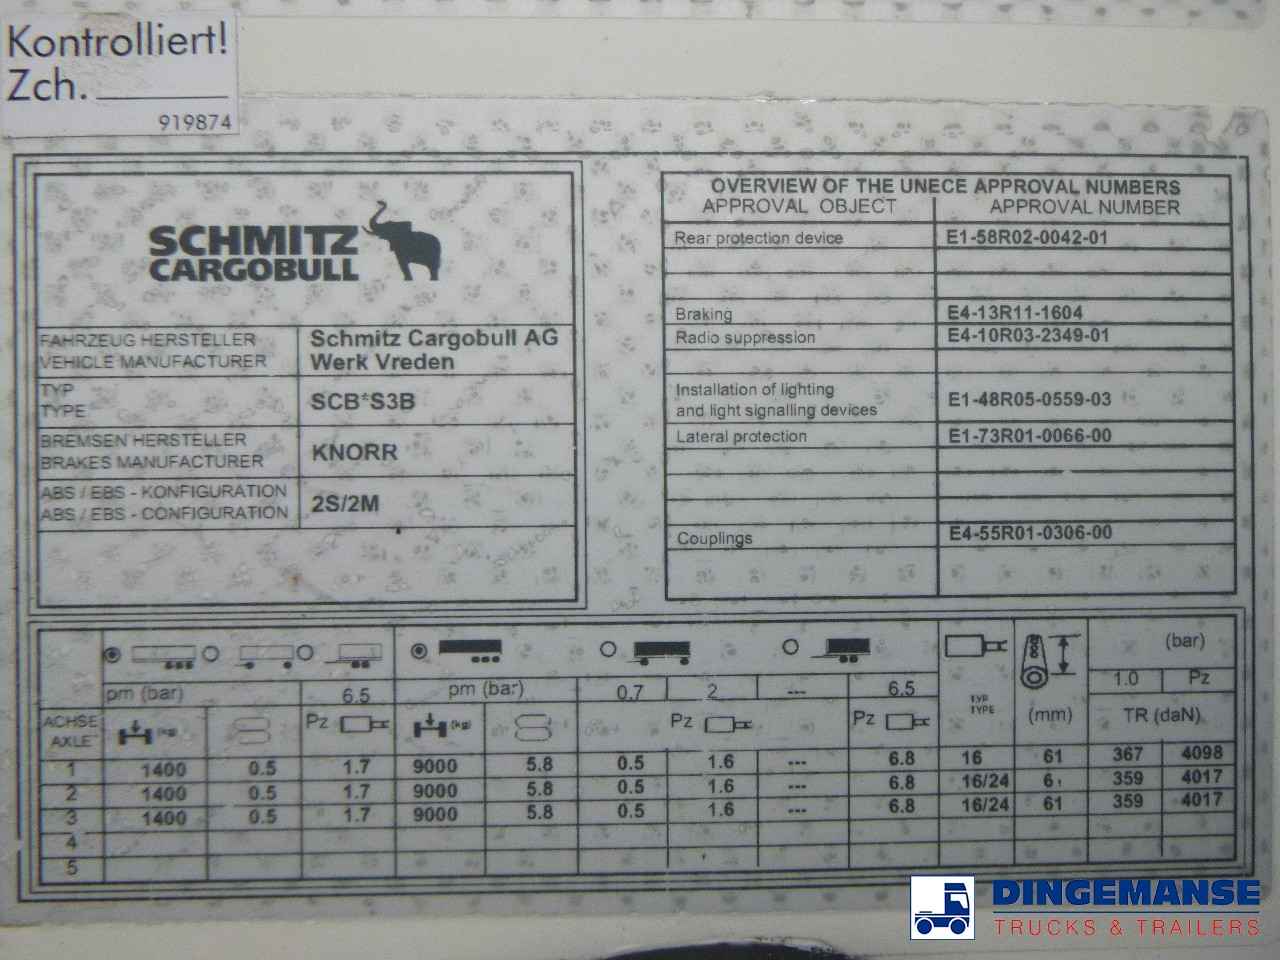 Kontrolliert!
Zch.
919874
SCHMITZ
CARGOBULL
FAHRZEUG HERSTELLER
VEHICLE MANUFACTURER
Schmitz Cargobull AG
Werk Vreden
TYP
TYPE
SCB*S3B
BREMSEN HERSTELLER
BRAKES MANUFACTURER
KNORR
ABS / EBS - KONFIGURATION
ABS / EBS - CONFIGURATION
2S/2M
OVERVIEW OF THE UNECE APPROVAL NUMBERS
APPROVAL OBJECT APPROVAL NUMBER
Rear protection device E1-58R02-0042-01
Braking E4-13R11-1604
Radio suppression E4-10R03-2349-01
Installation of lighting
and light signalling devices E1-48R05-0559-03
Lateral protection E1-73R01-0066-00
Couplings E4-55R01-0306-00
(bar)
pm (bar) 6.5 pm (bar) 0.7 2 --- 6.5 TYP TYPE (mm) 1.0 Pz
ACHSE
AXLE
(kg) Pz (kg) Pz Pz TR (daN)
1 1400 0.5 1.7 9000 5.8 0.5 1.6 --- 6.8 16 61 367 4098
2 1400 0.5 1.7 9000 5.8 0.5 1.6 --- 6.8 16/24 359 4017
3 1400 0.5 1.7 9000 5.8 0.5 1.6 --- 6.8 16/24 61 359 4017
4
5
DINGEMANSE
TRUCKS & TRAILERS